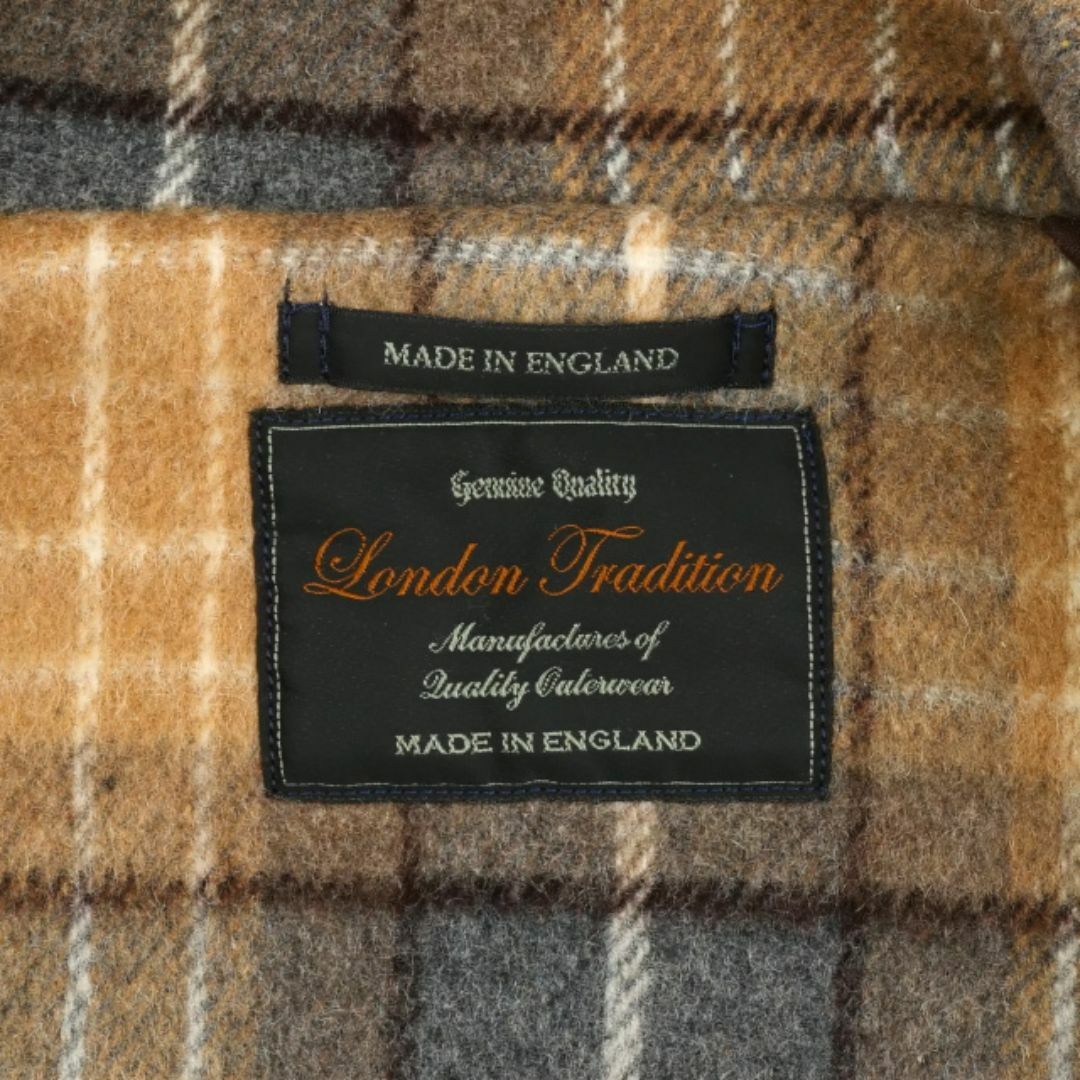 MADE IN ENGLAND
Genuine Quality
London Tradition
Manufactures of
Quality Outerwear
MADE IN ENGLAND